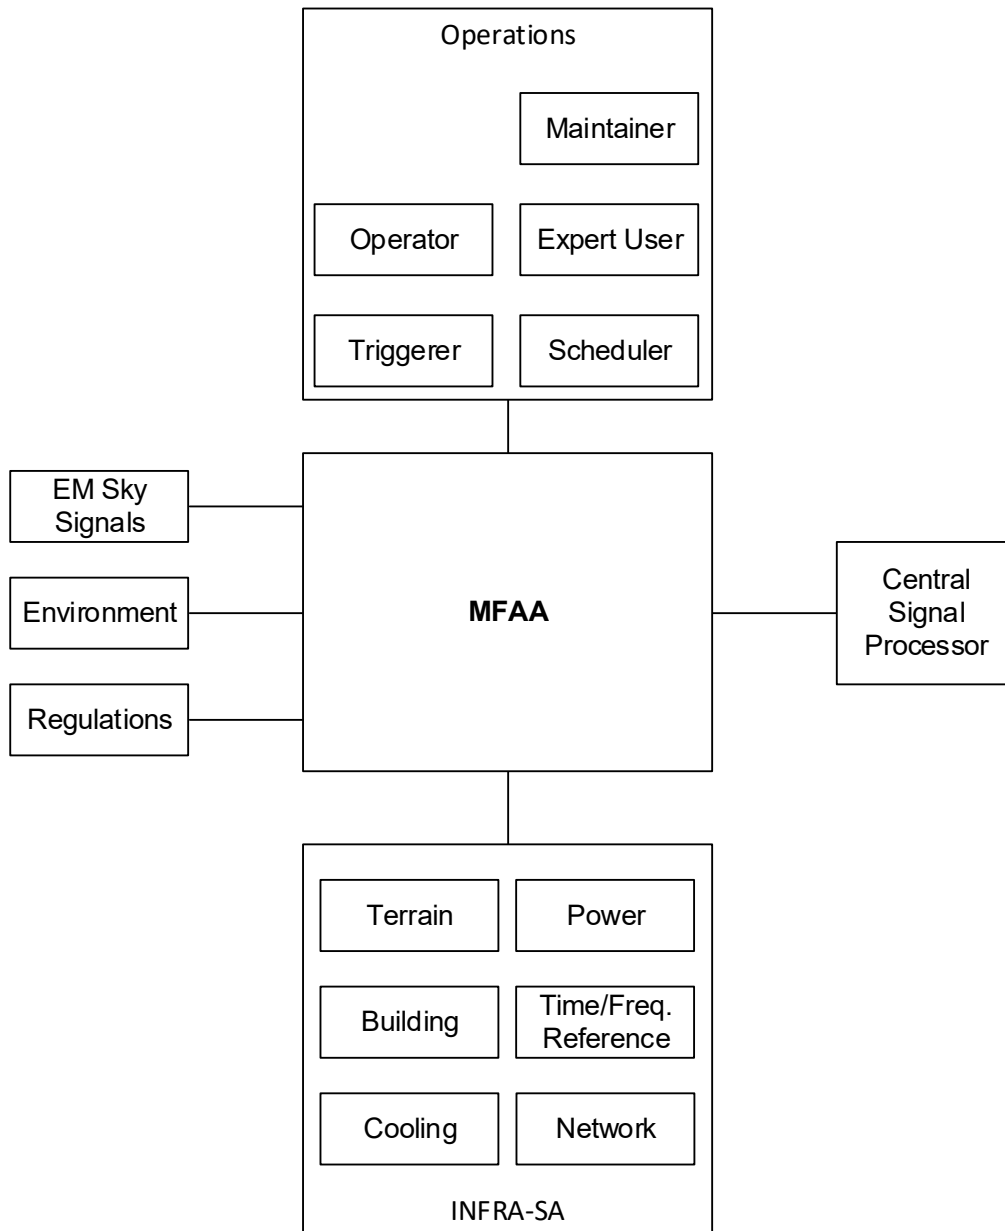 Operations
Maintainer
Operator
Expert User
Triggerer
Scheduler
EM Sky
Signals
Environment
Regulations
MFAA
Central
Signal
Processor
Terrain
Power
Building
Time/Freq.
Reference
Cooling
Network
INFRA-SA